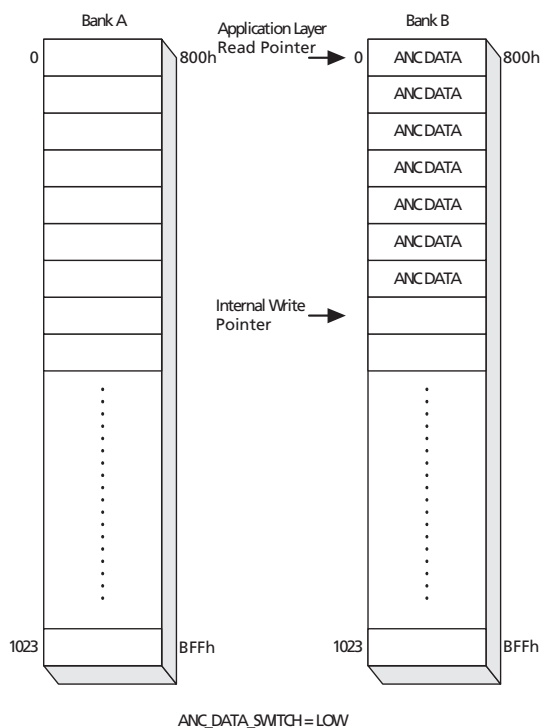 Bank A
0
800h
1023
BFFh
Application Layer
Read Pointer
Internal Write
Pointer
Bank B
0
800h
ANC DATA
ANC DATA
ANC DATA
ANC DATA
ANC DATA
ANC DATA
ANC DATA
1023
BFFh
ANC_DATA_SWITCH = LOW